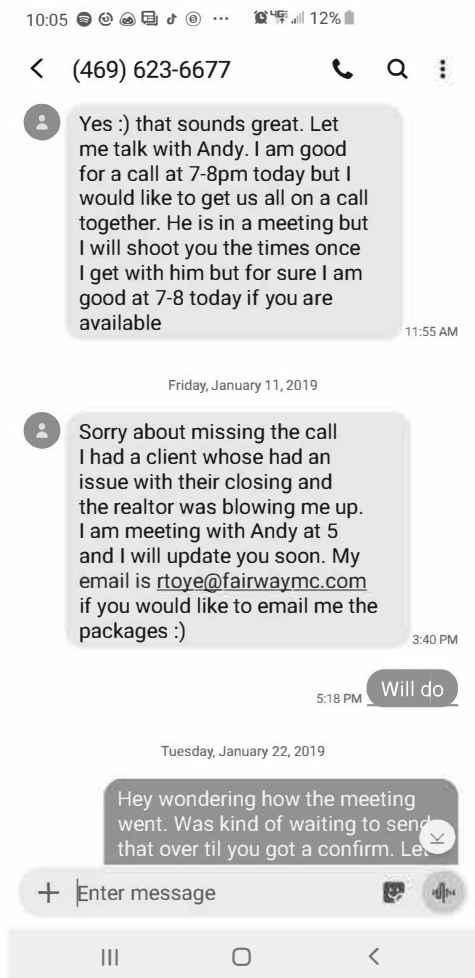 10:05 12%
(469) 623-6677
Yes :) that sounds great. Let
me talk with Andy. I am good
for a call at 7-8pm today but I
would like to get us all on a call
together. He is in a meeting but
I will shoot you the times once
I get with him but for sure I am
good at 7-8 today if you are
available
11:55 AM
Friday, January 11, 2019
Sorry about missing the call
I had a client whose had an
issue with their closing and
the realtor was blowing me up.
I am meeting with Andy at 5
and I will update you soon. My
email is rtoye@fairwaymc.com
if you would like to email me the
packages :)
3:40 PM
Will do
5:18 PM
Tuesday, January 22, 2019
Hey wondering how the meeting
went. Was kind of waiting to send
that over til you got a confirm. Let
Enter message